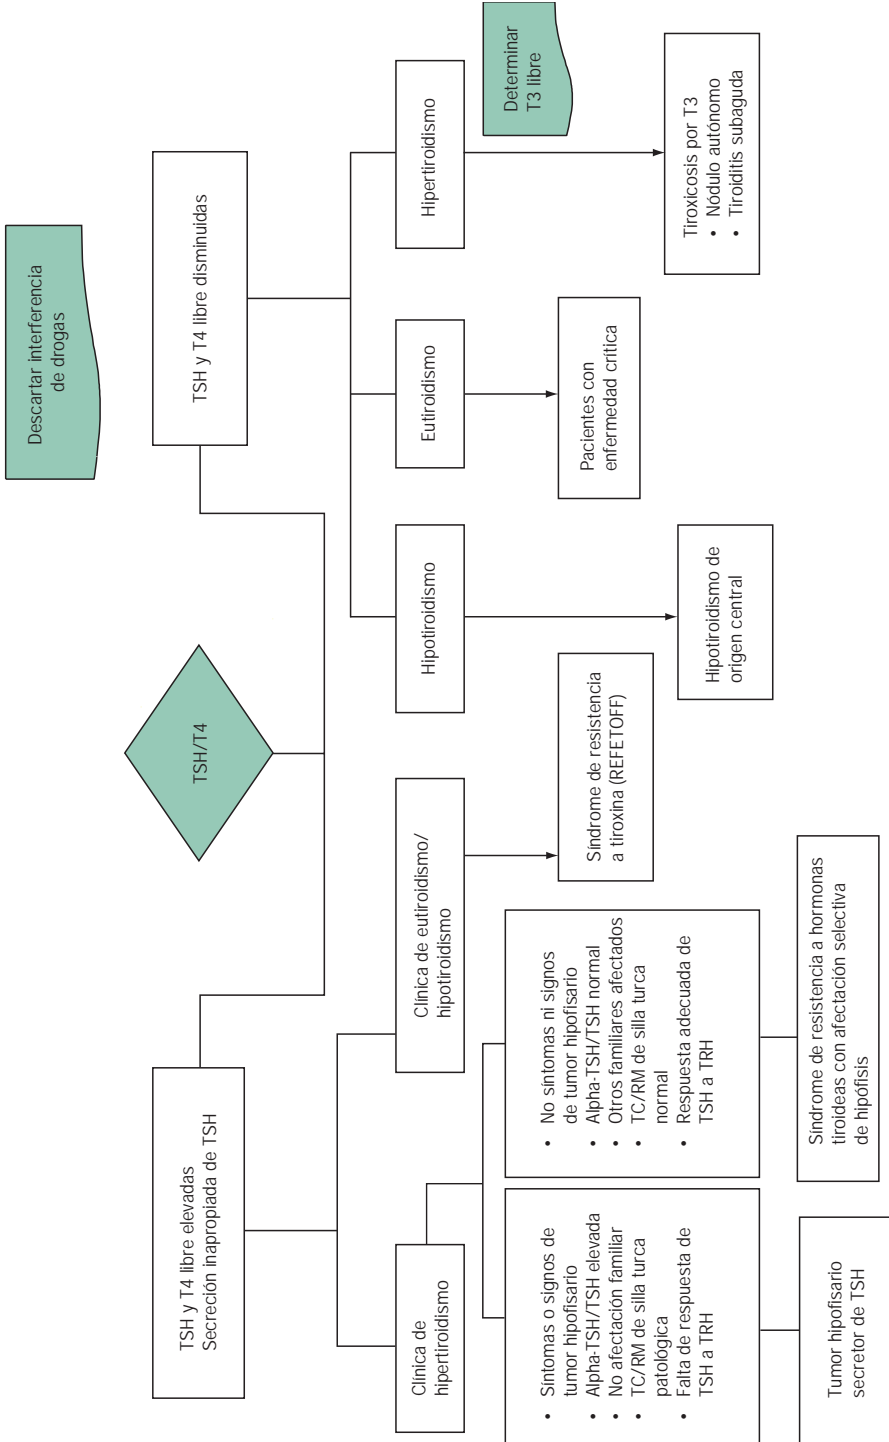 Descartar interferencia
de drogas
TSH/T4
TSH y T4 libre elevadas
Secreción inapropiada de TSH
TSH y T4 libre disminuidas
Clínica de
hipertiroidismo
Clínica de eutiroidismo/
hipotiroidismo
Hipotiroidismo
Eutiroidismo
Hipertiroidismo
Determinar
T3 libre
• Síntomas o signos de
tumor hipofisario
• Alpha-TSH/TSH elevada
• No afectación familiar
• TC/RM de silla turca
patológica
• Falta de respuesta de
TSH a TRH
• No síntomas ni signos
de tumor hipofisario
• Alpha-TSH/TSH normal
• Otros familiares afectados
• TC/RM de silla turca
normal
• Respuesta adecuada de
TSH a TRH
Síndrome de resistencia
a tiroxina (REFETOFF)
Pacientes con
enfermedad crítica
Hipotiroidismo de
origen central
Tiroxicosis por T3
• Nódulo autónomo
• Tiroiditis subaguda
Tumor hipofisario
secretor de TSH
Síndrome de resistencia a hormonas
tiroideas con afectación selectiva
de hipófisis